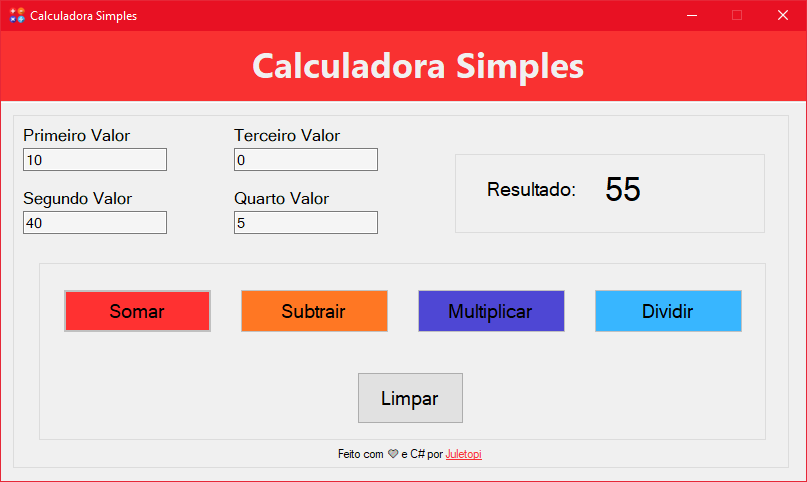 Calculadora Simples
Calculadora Simples
Primeiro Valor
Terceiro Valor
10
0
Segundo Valor
Quarto Valor
40
5
Resultado: 55
Somar
Subtrair
Multiplicar
Dividir
Limpar
Feito com 🤍 e C# por Juletopi